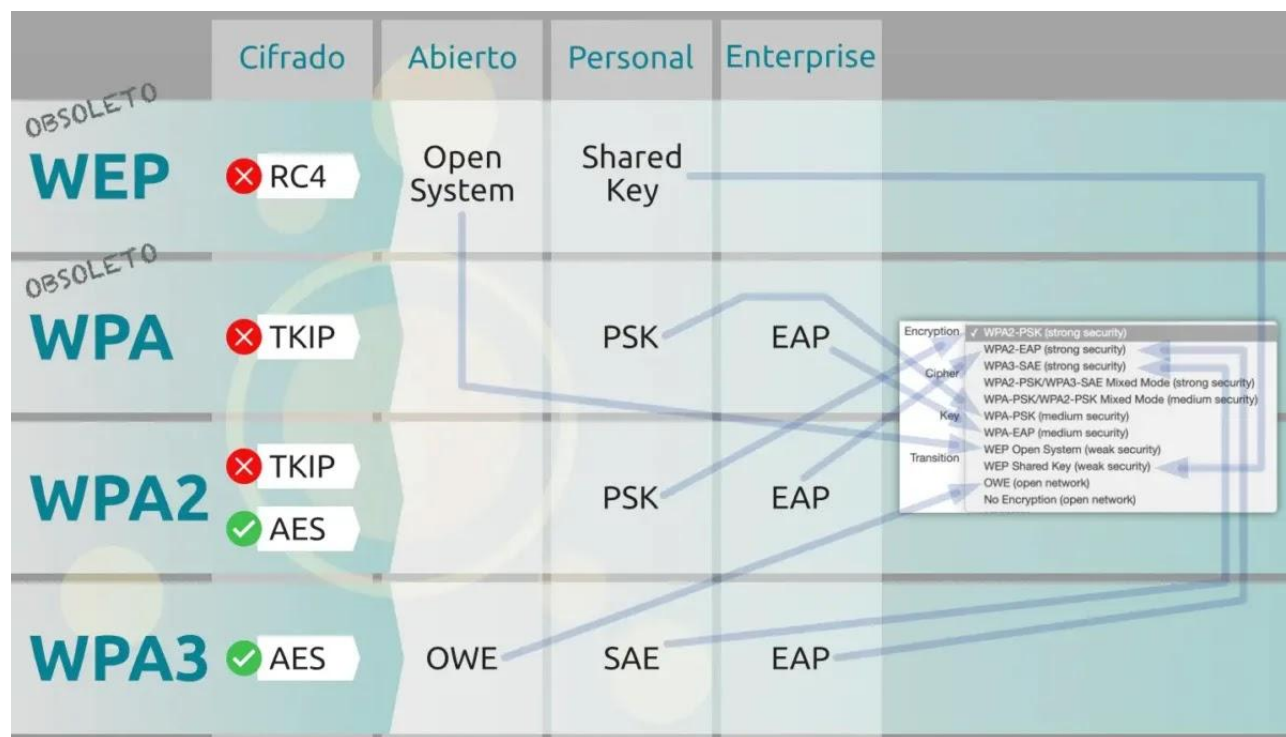 Cifrado Abierto Personal Enterprise
OBSOLETO
WEP
RC4
Open
System
Shared
Key
OBSOLETO
WPA
TKIP
PSK
EAP
WPA2
TKIP
AES
PSK
EAP
WPA3
AES
OWE
SAE
EAP
Encryption ✓ WPA2-PSK (strong security)
WPA2-EAP (strong security)
WPA3-SAE (strong security)
Cipher
WPA2-PSK/WPA3-SAE Mixed Mode (strong security)
WPA-PSK/WPA2-PSK Mixed Mode (medium security)
Key WPA-PSK (medium security)
WPA-EAP (medium security)
WEP Open System (weak security)
Transition
WEP Shared Key (weak security)
OWE (open network)
No Encryption (open network)